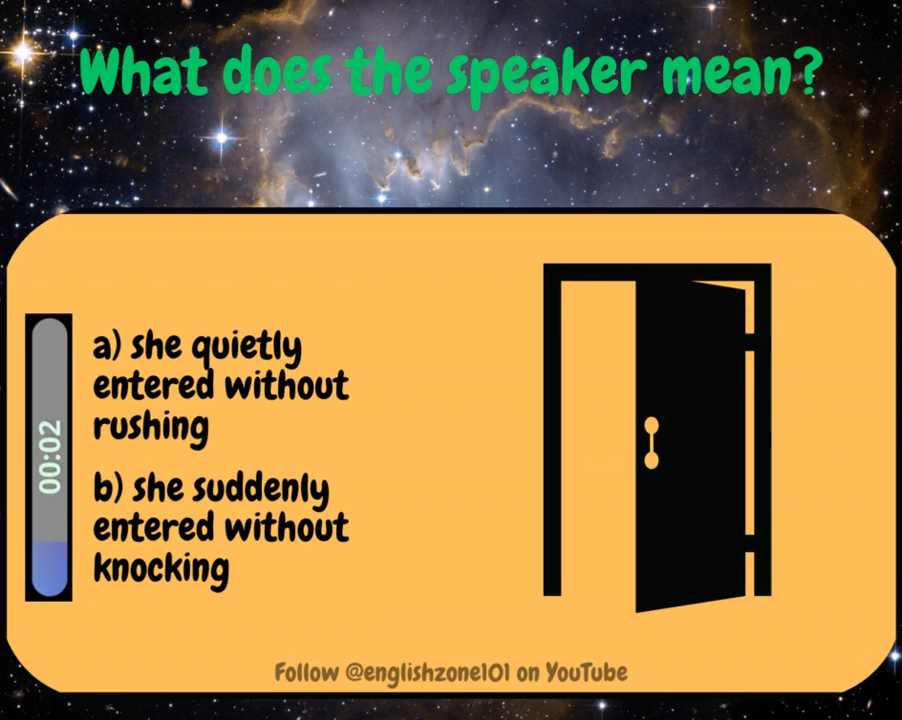 What does the speaker mean?
a) she quietly
entered without
rushing
b) she suddenly
entered without
knocking
00:02
Follow @englishzone101 on YouTube